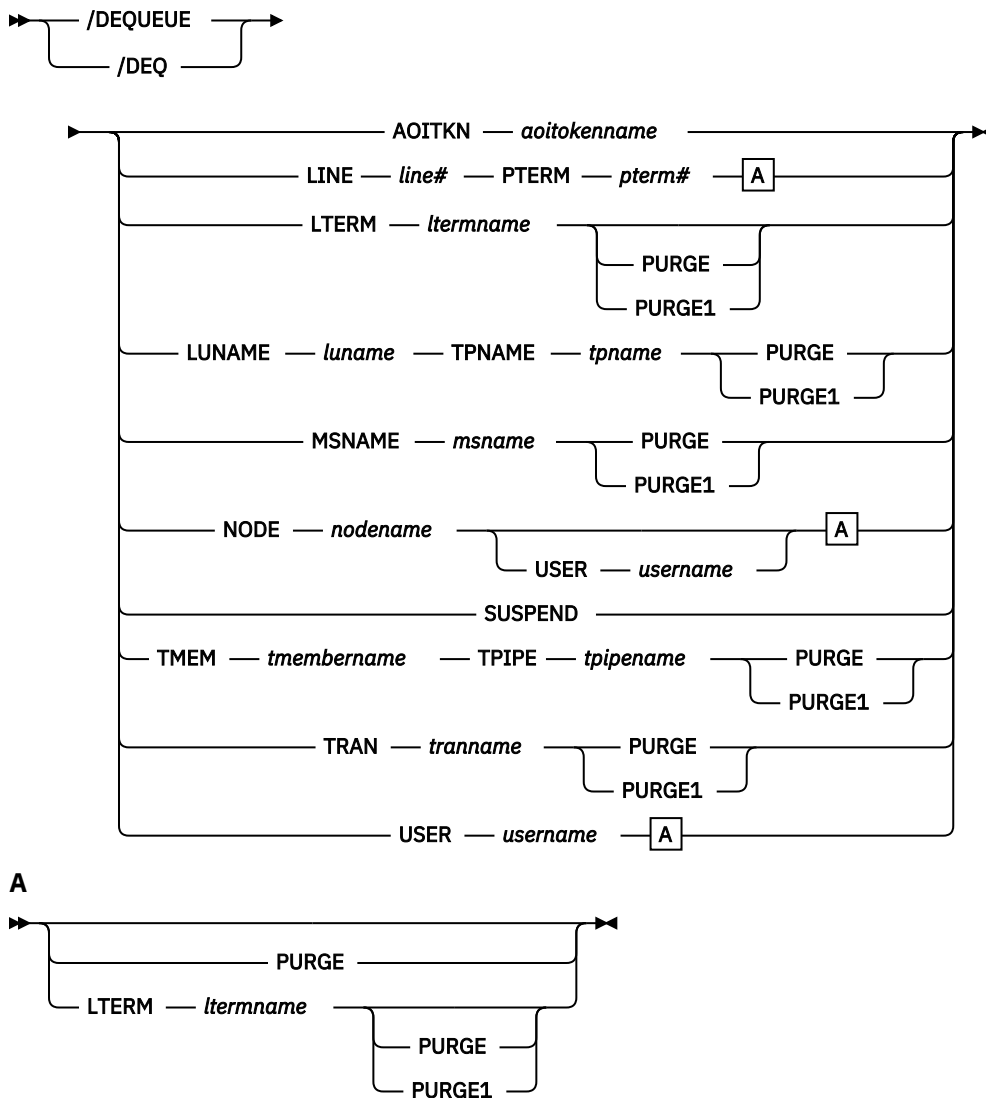 /DEQUEUE
/DEQ
AOITKN aoitokenname
LINE line# PTERM pterm# A
LTERM ltermname
PURGE
PURGE1
LUNAME luname TPNAME tpname PURGE
PURGE1
MSNAME msname PURGE
PURGE1
NODE nodename A
USER username
SUSPEND
TMEM tmembername TPIPE tpipename PURGE
PURGE1
TRAN tranname PURGE
PURGE1
USER username A
A
PURGE
LTERM ltermname
PURGE
PURGE1